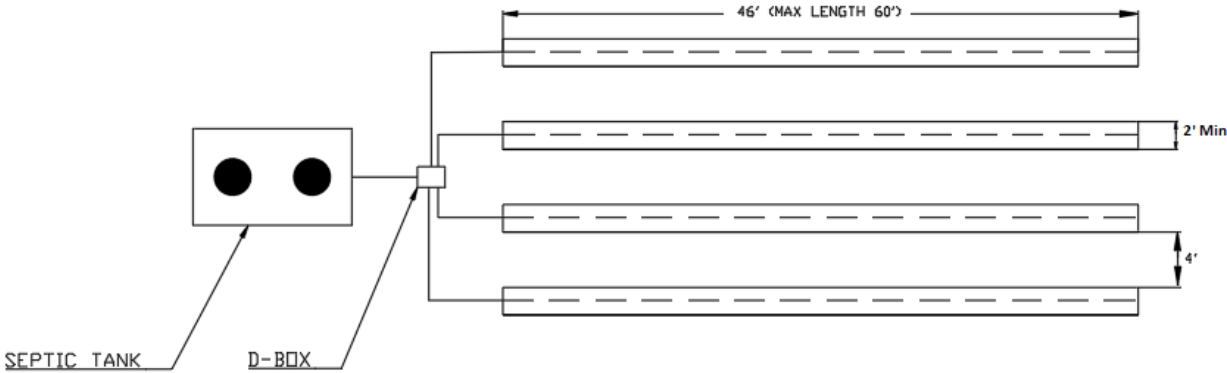 46' (MAX LENGTH 60')
2' Min
4'
SEPTIC TANK
D-BOX